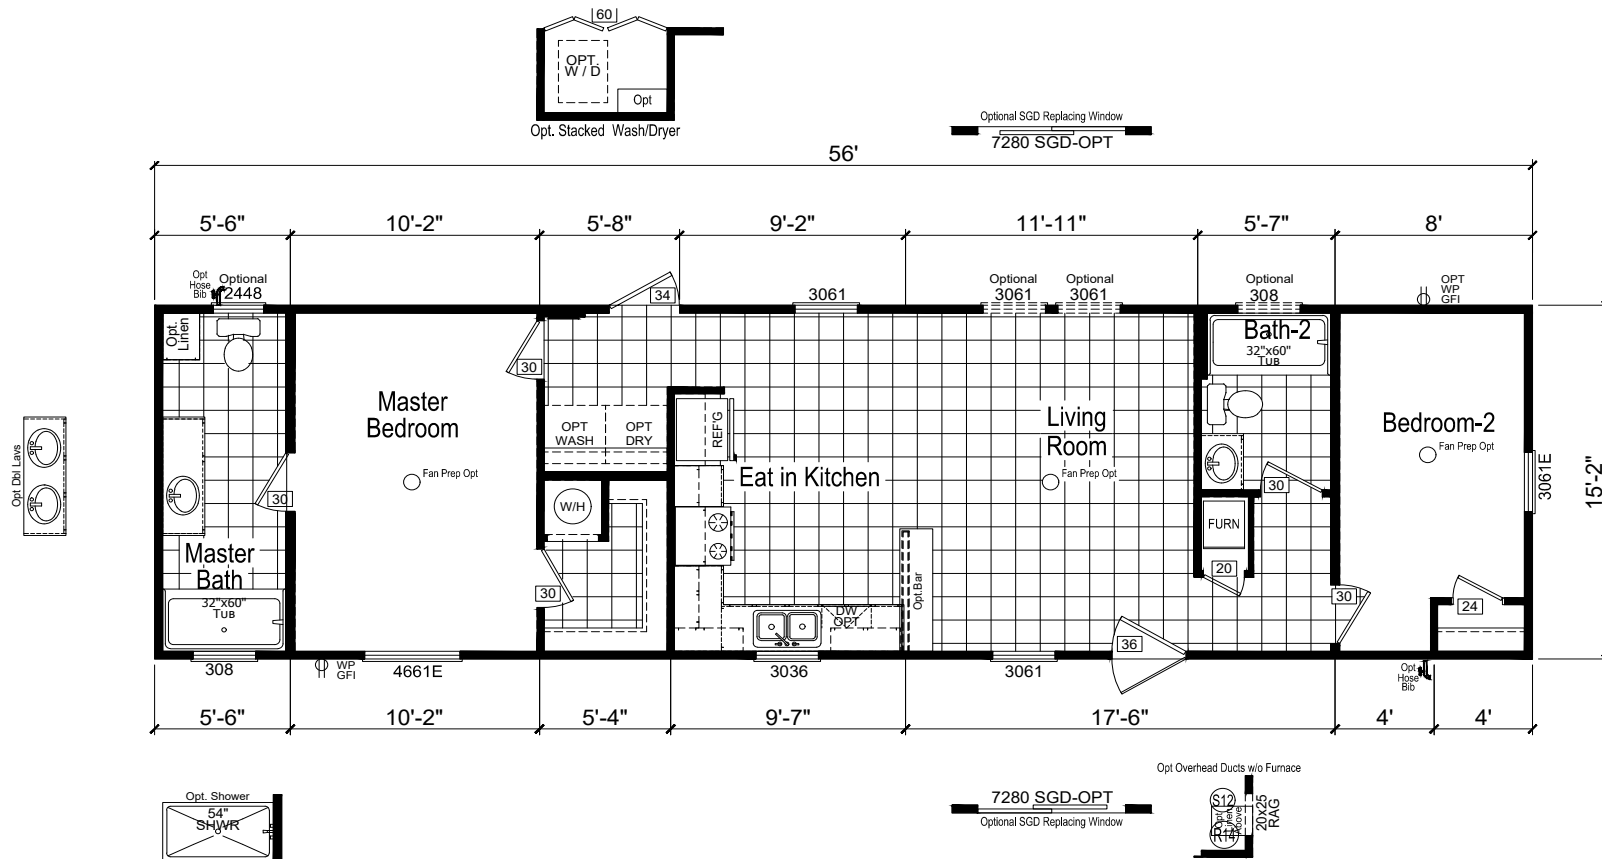 60
OPT.
W / D
Opt
Opt. Stacked Wash/Dryer
Optional SGD Replacing Window
7280 SGD-OPT
56'
5'-6"
10'-2"
5'-8"
9'-2"
11'-11"
5'-7"
8'
Opt
Hose
Bib
Optional
2448
34
3061
Optional
3061
Optional
3061
Optional
308
OPT
WP
GFI
Opt.
Linen
30
Bath-2
32"x60"
TUB
Master
Bedroom
Fan Prep Opt
OPT
WASH
OPT
DRY
REF'G
Eat in Kitchen
Living
Room
Fan Prep Opt
Bedroom-2
Fan Prep Opt
3061E
15'-2"
Opt Dbl Lavs
30
W/H
30
FURN
20
Master
Bath
32"x60"
TUB
30
Opt.Bar
DW
OPT
36
30
24
308
WP
GFI
4661E
3036
3061
Opt
Hose
Bib
5'-6"
10'-2"
5'-4"
9'-7"
17'-6"
4'
4'
Opt. Shower
54"
SHWR
7280 SGD-OPT
Optional SGD Replacing Window
Opt Overhead Ducts w/o Furnace
S12
Opt
Linen
Above
R14
20x25
RAG